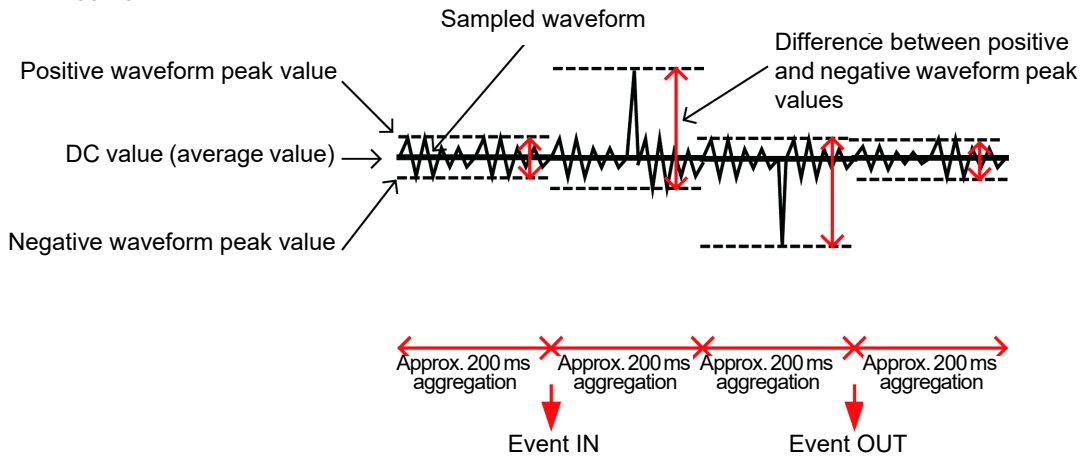 Sampled waveform
Difference between positive
and negative waveform peak
values
Positive waveform peak value
DC value (average value)
Negative waveform peak value
Approx. 200 ms
aggregation
Approx. 200 ms
aggregation
Approx. 200 ms
aggregation
Approx. 200 ms
aggregation
Event IN
Event OUT